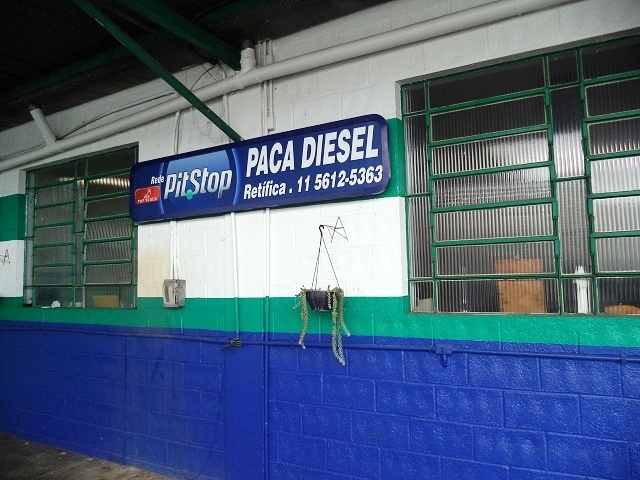 Rede
PitStop
PACA DIESEL
Retífica . 11 5612-5363